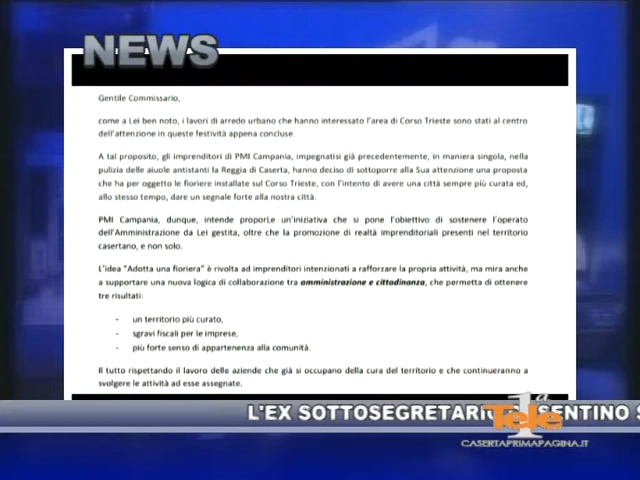 NEWS
Gentile Commissario,
come a Lei ben noto, i lavori di arredo urbano che hanno interessato l'area di Corso Trieste sono stati al centro
dell'attenzione in queste festività appena concluse.
A tal proposito, gli imprenditori di PMI Campania, impegnatisi già precedentemente, in maniera singola, nella
pulizia delle aiuole antistanti la Reggia di Caserta, hanno deciso di sottoporre alla Sua attenzione una proposta
che ha per oggetto le fioriere installate sul Corso Trieste, con l'intento di avere una città sempre più curata ed,
allo stesso tempo, dare un segnale forte alla nostra città.
PMI Campania, dunque, intende proporLe un'iniziativa che si pone l'obiettivo di sostenere l'operato
dell'Amministrazione da Lei gestita, oltre che la promozione di realtà imprenditoriali presenti nel territorio
casertano, e non solo.
L'idea "Adotta una fioriera" è rivolta ad imprenditori intenzionati a rafforzare la propria attività, ma mira anche
a supportare una nuova logica di collaborazione tra amministrazione e cittadinanza, che permetta di ottenere
tre risultati:
- un territorio più curato,
- sgravi fiscali per le imprese,
- più forte senso di appartenenza alla comunità.
Il tutto rispettando il lavoro delle aziende che già si occupano della cura del territorio e che continueranno a
svolgere le attività ad esse assegnate.
L'EX SOTTOSEGRETARIO SENTINO S
1a Tele
CASERTAPRIMAPAGINA.IT